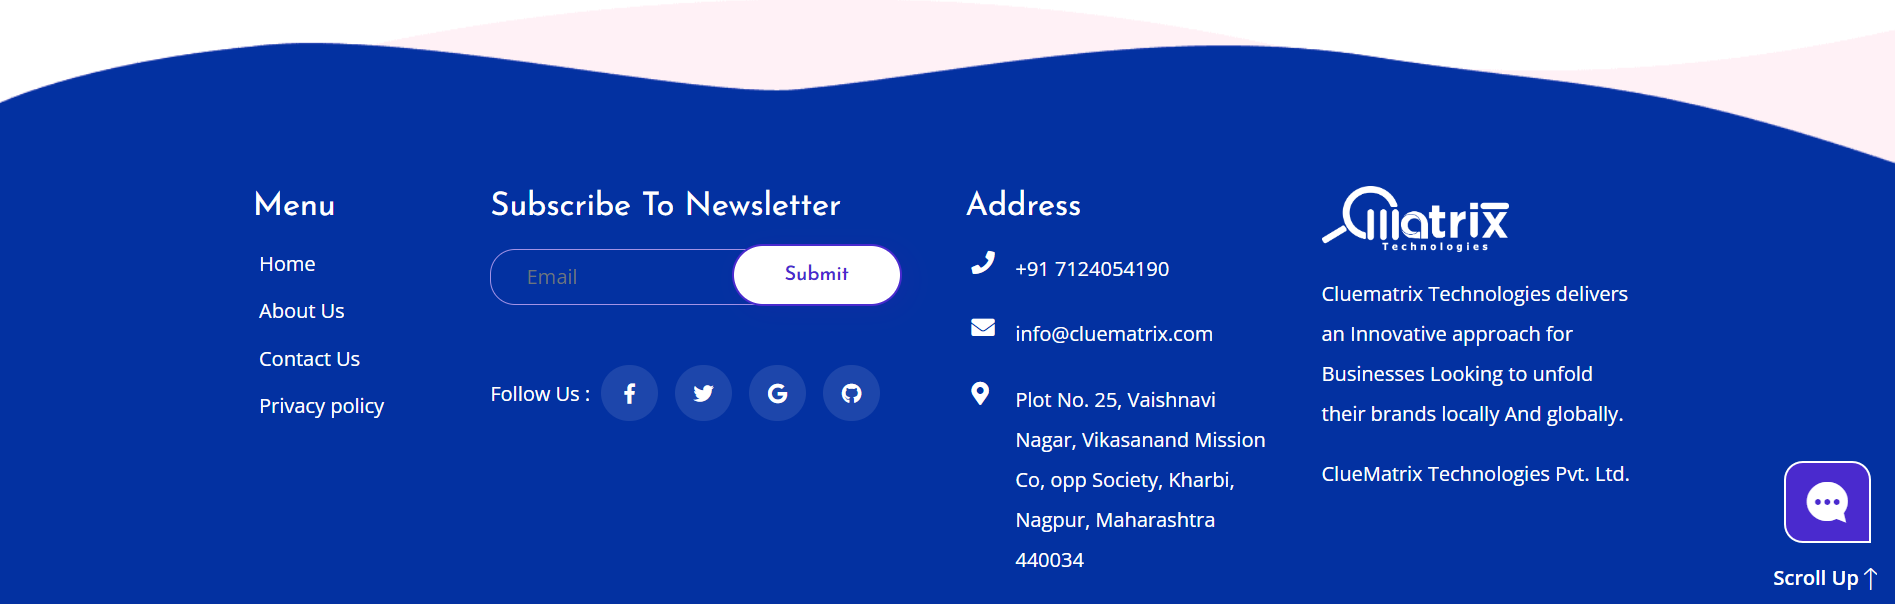 Menu
Home
About Us
Contact Us
Privacy policy
Subscribe To Newsletter
Email
Submit
Follow Us :
Address
+91 7124054190
info@cluematrix.com
Plot No. 25, Vaishnavi
Nagar, Vikasanand Mission
Co, opp Society, Kharbi,
Nagpur, Maharashtra
440034
Cluematrix
Technologies
Cluematrix Technologies delivers
an Innovative approach for
Businesses Looking to unfold
their brands locally And globally.
ClueMatrix Technologies Pvt. Ltd.
Scroll Up